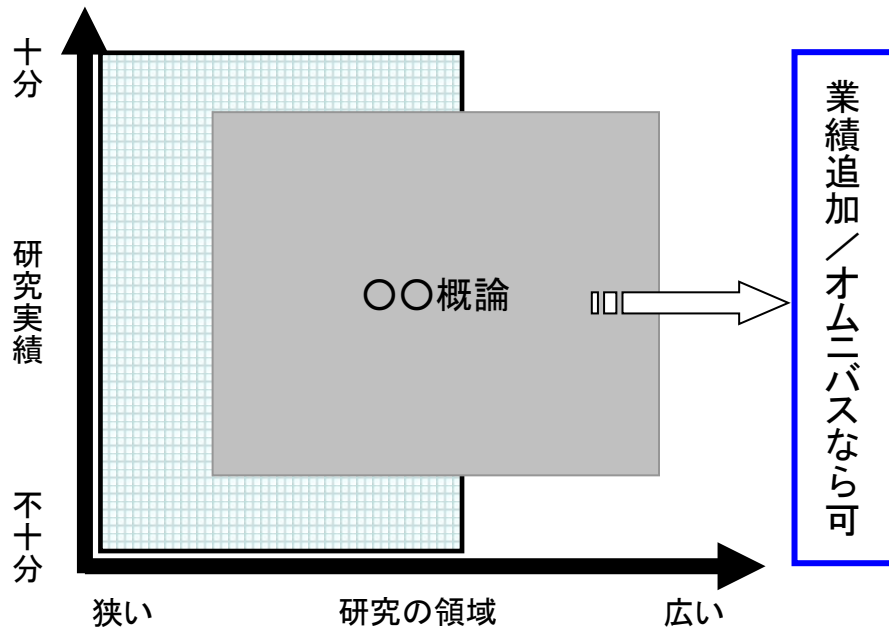 十分
研究実績
不十分
〇〇概論
業績追加／オムニバスなら可
狭い
研究の領域
広い